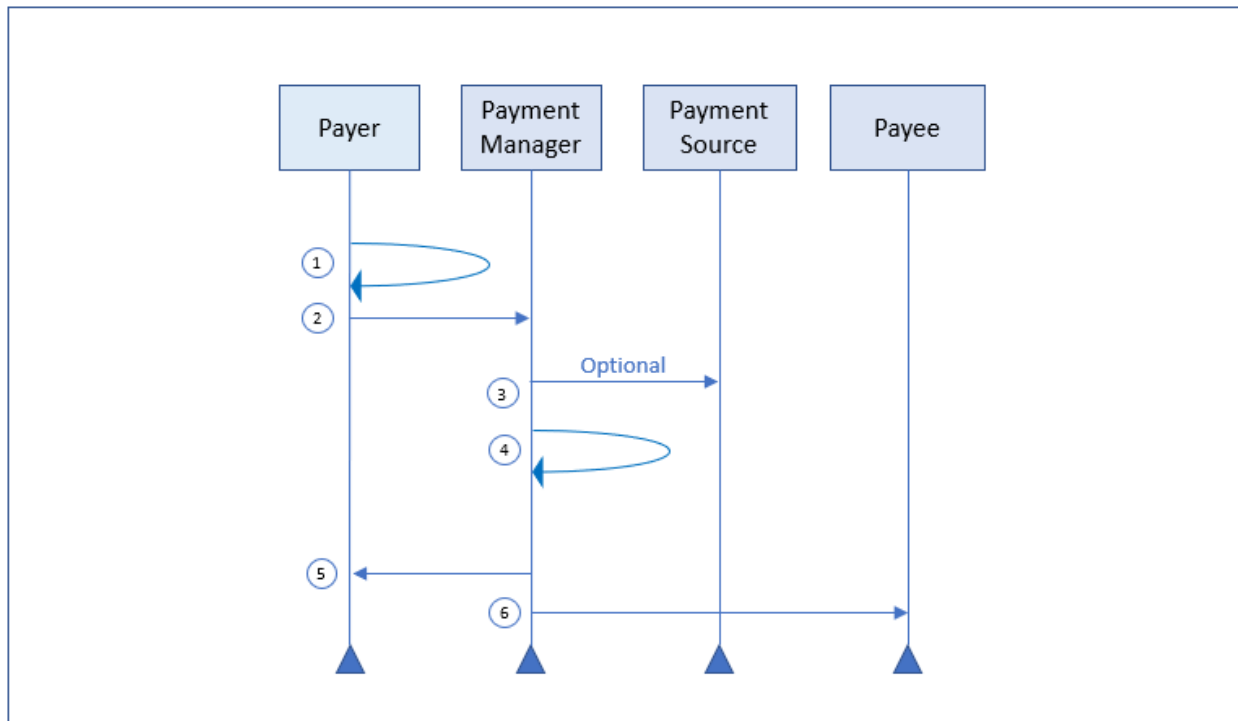 Payer
Payment
Manager
Payment
Source
Payee
1
2
Optional
3
4
5
6